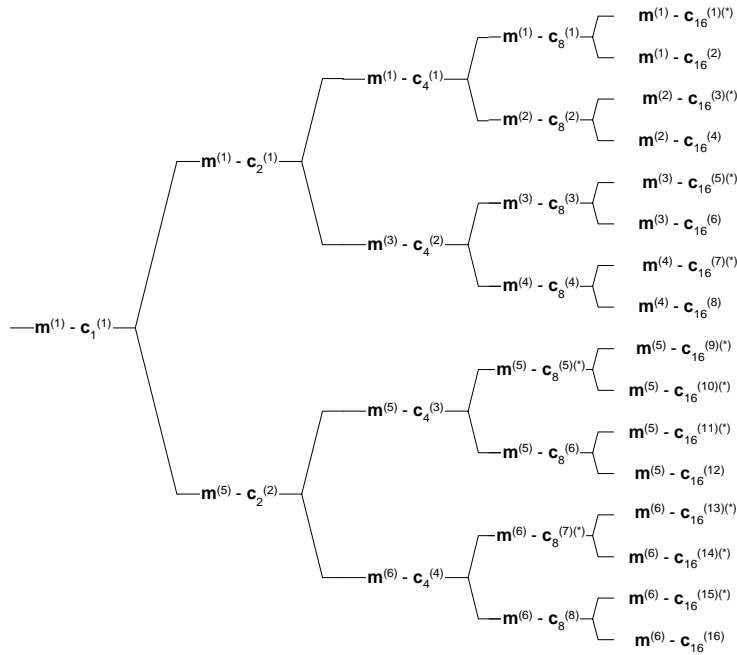 m(1) - c16(1)(*)
m(1) - c8(1)
m(1) - c16(2)
m(1) - c4(1)
m(2) - c16(3)(*)
m(2) - c8(2)
m(2) - c16(4)
m(1) - c2(1)
m(3) - c16(5)(*)
m(3) - c8(3)
m(3) - c16(6)
m(3) - c4(2)
m(4) - c16(7)(*)
m(4) - c8(4)
m(4) - c16(8)
m(1) - c1(1)
m(5) - c16(9)(*)
m(5) - c8(5)(*)
m(5) - c16(10)(*)
m(5) - c4(3)
m(5) - c16(11)(*)
m(5) - c8(6)
m(5) - c16(12)
m(5) - c2(2)
m(6) - c16(13)(*)
m(6) - c8(7)(*)
m(6) - c16(14)(*)
m(6) - c4(4)
m(6) - c16(15)(*)
m(6) - c8(8)
m(6) - c16(16)